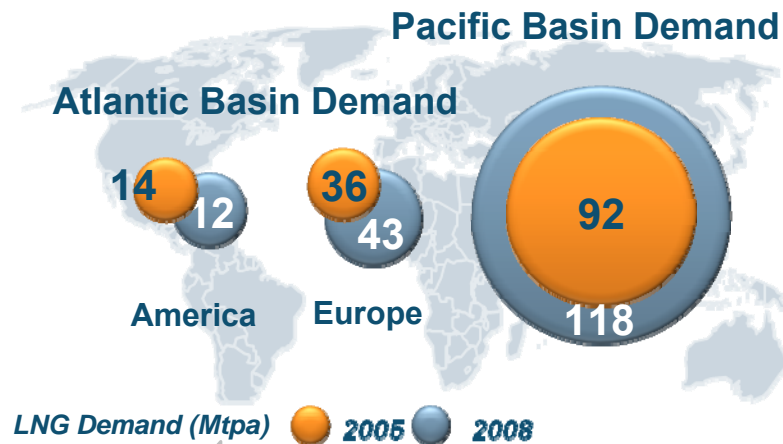 Pacific Basin Demand
Atlantic Basin Demand
14
12
36
43
92
118
America
Europe
LNG Demand (Mtpa)
2005
2008